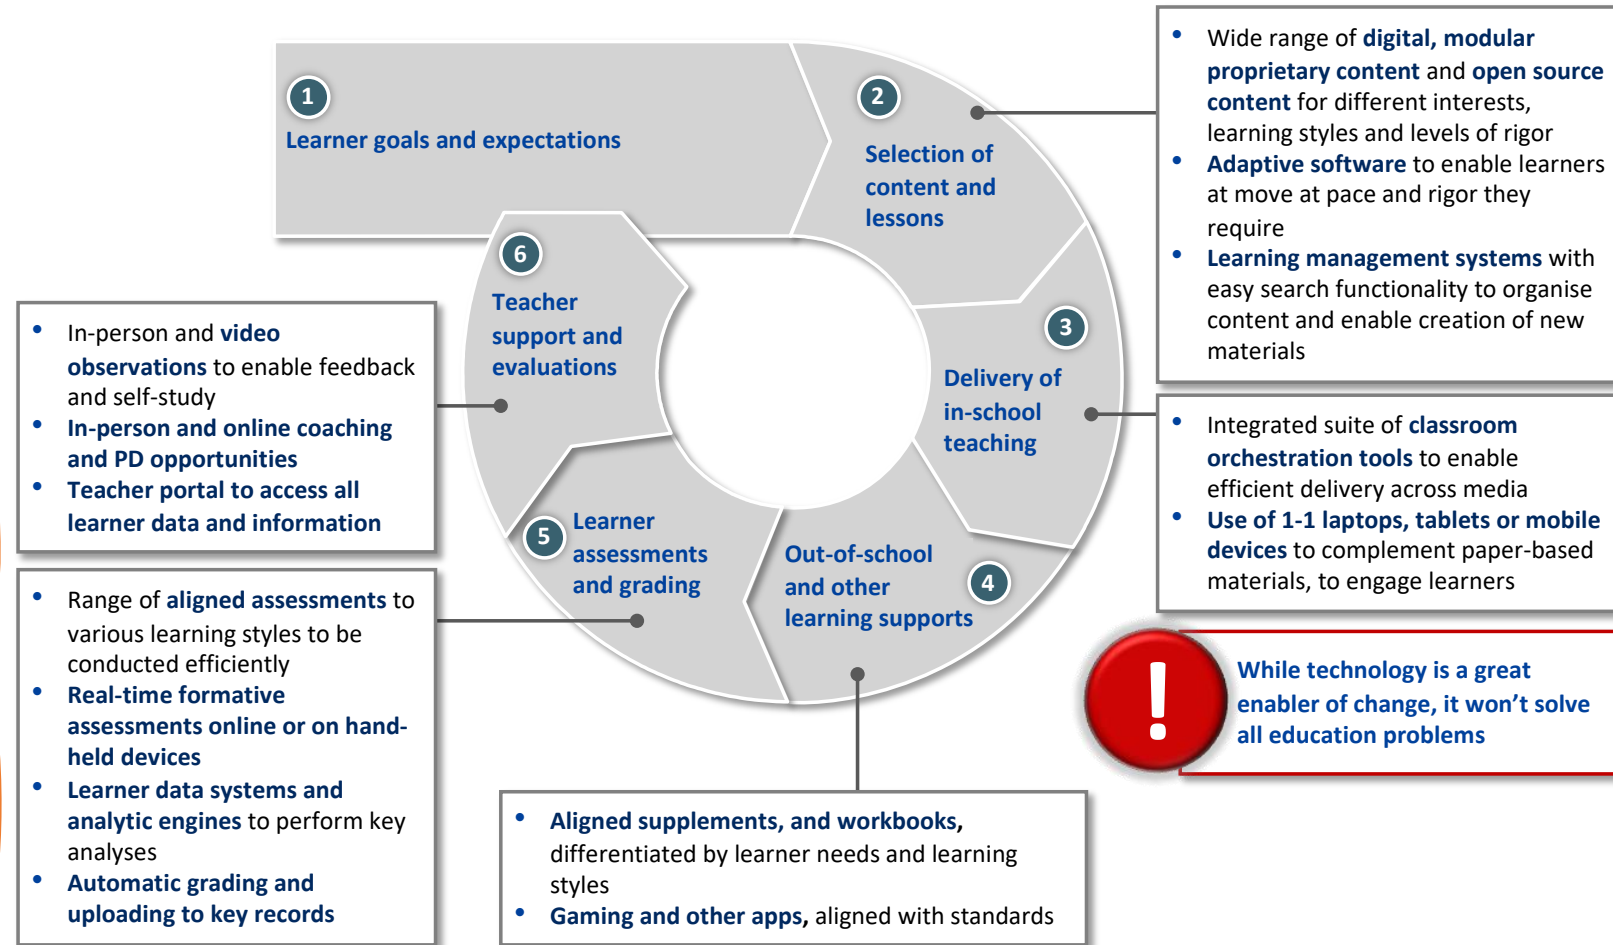 1
Learner goals and expectations
2
Selection of
content and
lessons
3
Delivery of
in-school
teaching
4
Out-of-school
and other
learning supports
5
Learner
assessments
and grading
6
Teacher
support and
evaluations
• Wide range of digital, modular
proprietary content and open source
content for different interests,
learning styles and levels of rigor
• Adaptive software to enable learners
at move at pace and rigor they
require
• Learning management systems with
easy search functionality to organise
content and enable creation of new
materials
• Integrated suite of classroom
orchestration tools to enable
efficient delivery across media
• Use of 1-1 laptops, tablets or mobile
devices to complement paper-based
materials, to engage learners
!
While technology is a great
enabler of change, it won’t solve
all education problems
• Aligned supplements, and workbooks,
differentiated by learner needs and learning
styles
• Gaming and other apps, aligned with standards
• Range of aligned assessments to
various learning styles to be
conducted efficiently
• Real-time formative
assessments online or on hand-
held devices
• Learner data systems and
analytic engines to perform key
analyses
• Automatic grading and
uploading to key records
• In-person and video
observations to enable feedback
and self-study
• In-person and online coaching
and PD opportunities
• Teacher portal to access all
learner data and information